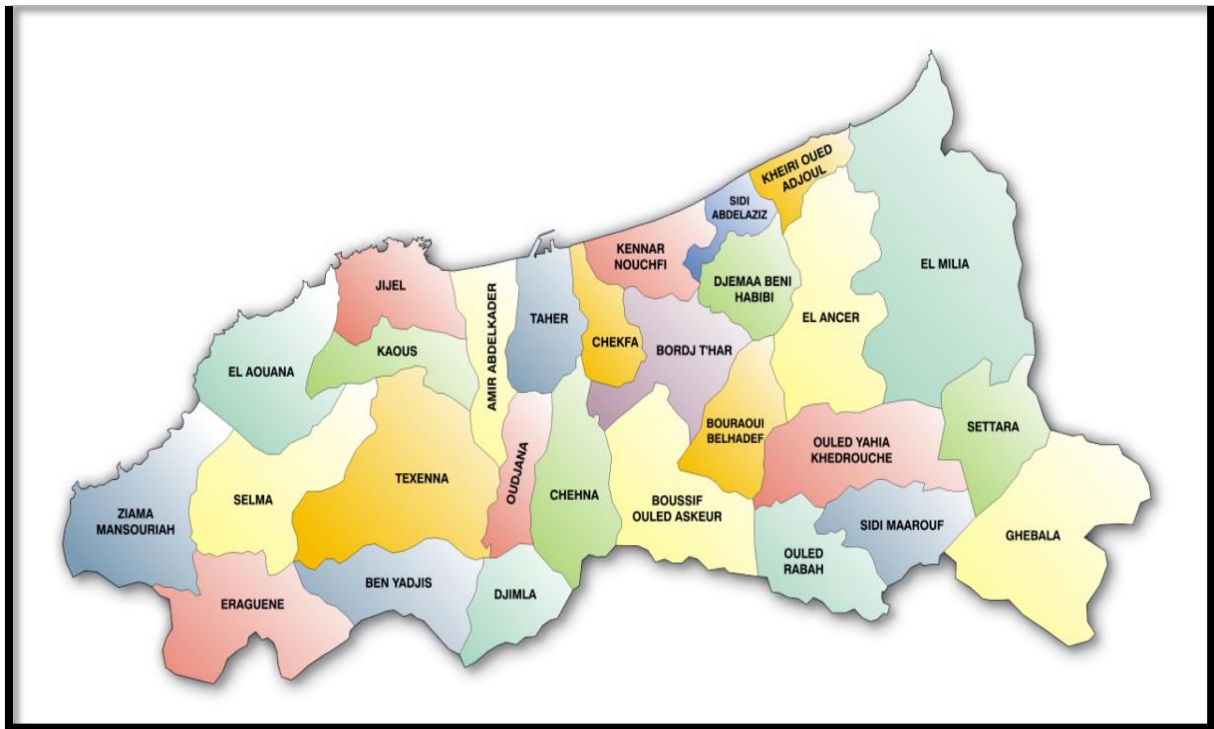 KHEIRI OUED
ADJOUL
SIDI
ABDELAZIZ
KENNAR
NOUCHFI
EL MILIA
JIJEL
DJEMAA BENI
HABIBI
TAHER
EL ANCER
AMIR ABDELKADER
CHEKFA
KAOUS
BORDJ T'HAR
EL AOUANA
BOURAOUI
BELHADEF
SETTARA
OULED YAHIA
KHEDROUCHE
TEXENNA
OUDJANA
CHEHNA
SELMA
BOUSSIF
OULED ASKEUR
ZIAMA
MANSOURIAH
SIDI MAAROUF
GHEBALA
OULED
RABAH
BEN YADJIS
DJIMLA
ERAGUENE